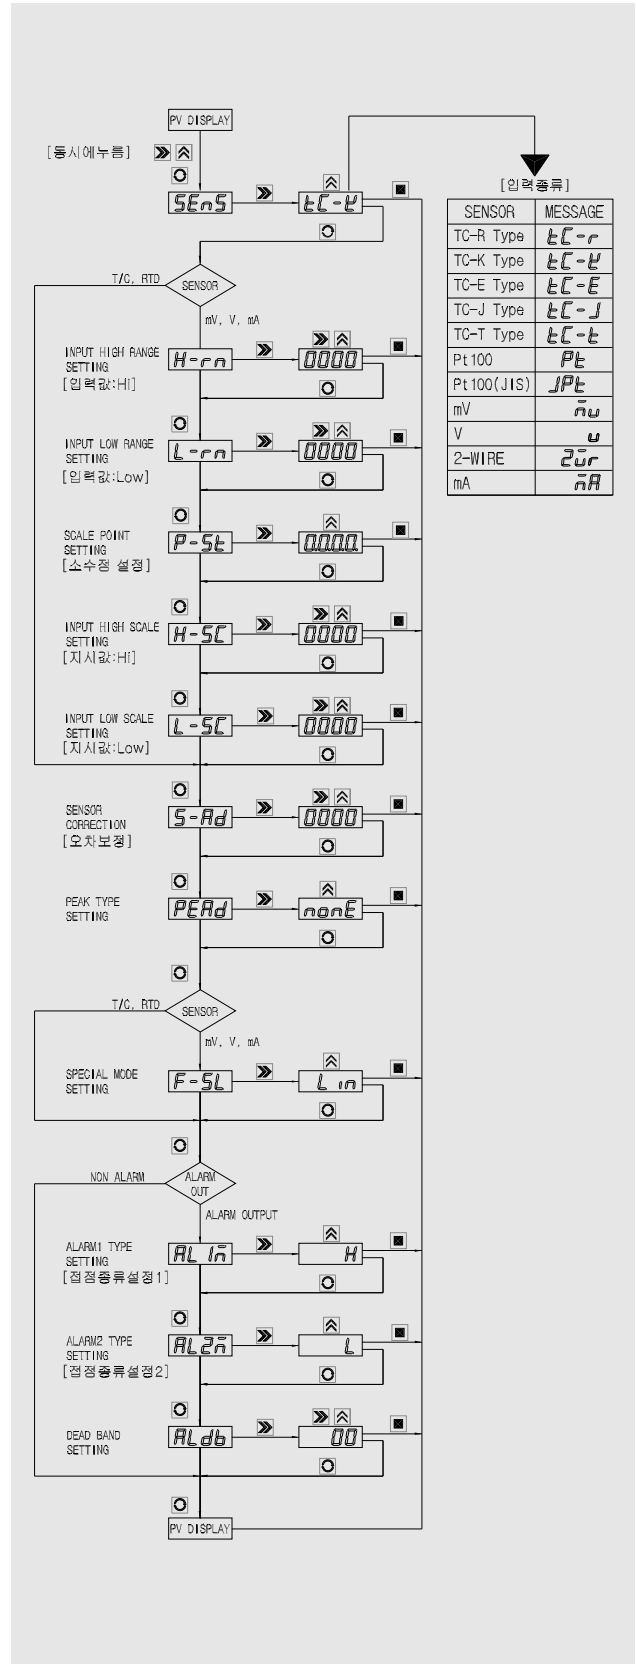 PV DISPLAY
[동시에누름]
SEnS
tC-K
[입력종류]
SENSOR MESSAGE
TC-R Type tC-r
TC-K Type tC-K
TC-E Type tC-E
TC-J Type tC-J
TC-T Type tC-t
Pt100 Pt
Pt100(JIS) JPt
mV
V u
2-WIRE
mA
T/C, RTD
SENSOR
mV, V, mA
INPUT HIGH RANGE
SETTING
[입력값:Hi]
H-rn
0000
INPUT LOW RANGE
SETTING
[입력값:Low]
L-rn
0000
SCALE POINT
SETTING
[소수점 설정]
P-St
0.0.0.0.
INPUT HIGH SCALE
SETTING
[지시값:Hi]
H-SC
0000
INPUT LOW SCALE
SETTING
[지시값:Low]
L-SC
0000
SENSOR
CORRECTION
[오차보정]
S-Ad
0000
PEAK TYPE
SETTING
PEAd
nonE
T/C, RTD
SENSOR
mV, V, mA
SPECIAL MODE
SETTING
F-SL
Lin
NON ALARM
ALARM
OUT
ALARM OUTPUT
ALARM1 TYPE
SETTING
[접점종류설정1]
AL1n̄
H
ALARM2 TYPE
SETTING
[접점종류설정2]
AL2n̄
L
DEAD BAND
SETTING
ALdb
00
PV DISPLAY